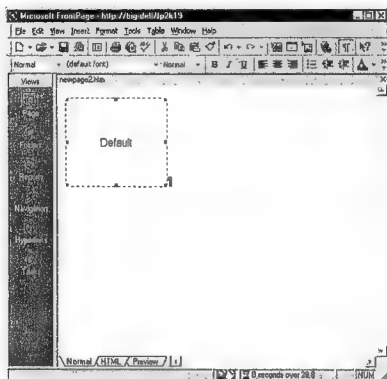 Microsoft FrontPage - http://bigdell/fp2k19
File Edit View Insert Format Tools Table Window Help
Normal (default font) Normal B I U A
Views newpage2.htm
Page
Default
Folders
Reports
Navigation
Hyperlinks
Tasks
Normal HTML Preview
0 seconds over 28.8 NUM